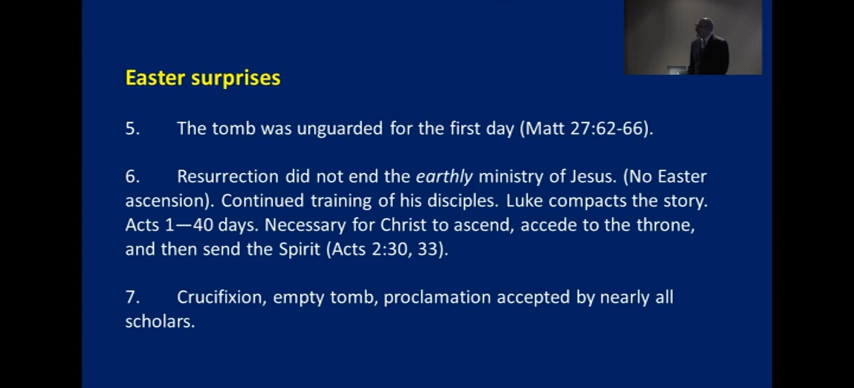 Easter surprises
5. The tomb was unguarded for the first day (Matt 27:62-66).
6. Resurrection did not end the earthly ministry of Jesus. (No Easter
ascension). Continued training of his disciples. Luke compacts the story.
Acts 1—40 days. Necessary for Christ to ascend, accede to the throne,
and then send the Spirit (Acts 2:30, 33).
7. Crucifixion, empty tomb, proclamation accepted by nearly all
scholars.